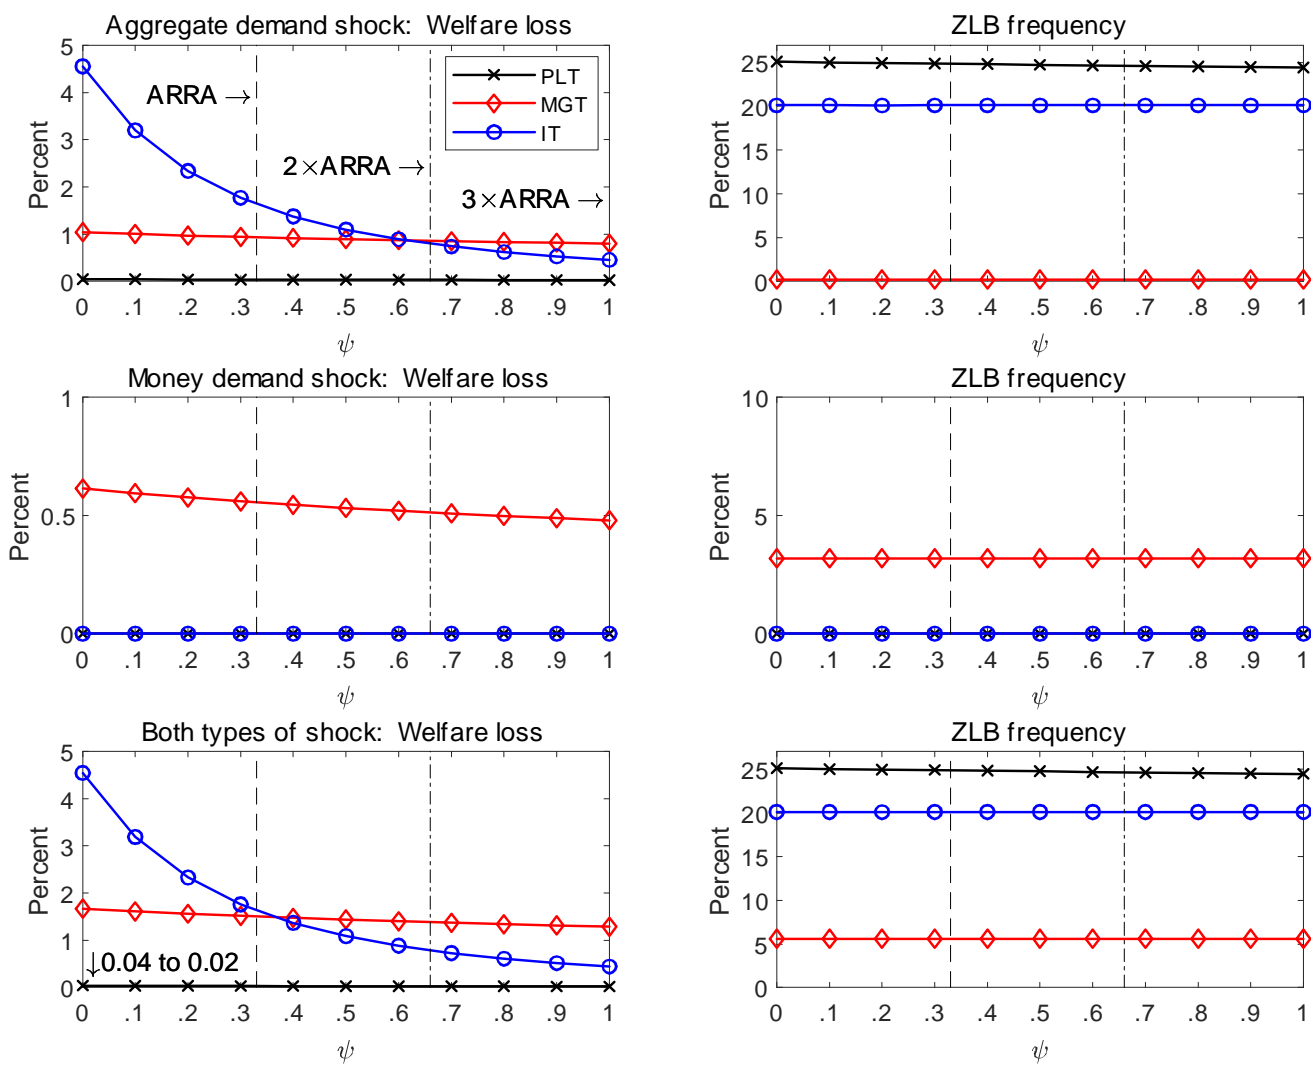 Aggregate demand shock: Welfare loss
5
4
3
2
1
0
Percent
ARRA →
2×ARRA →
3×ARRA →
PLT
MGT
IT
0 .1 .2 .3 .4 .5 .6 .7 .8 .9 1
ψ
ZLB frequency
25
20
15
10
5
0
Percent
0 .1 .2 .3 .4 .5 .6 .7 .8 .9 1
ψ
Money demand shock: Welfare loss
1
0.5
0
Percent
0 .1 .2 .3 .4 .5 .6 .7 .8 .9 1
ψ
ZLB frequency
10
5
0
Percent
0 .1 .2 .3 .4 .5 .6 .7 .8 .9 1
ψ
Both types of shock: Welfare loss
5
4
3
2
1
0
Percent
↓0.04 to 0.02
0 .1 .2 .3 .4 .5 .6 .7 .8 .9 1
ψ
ZLB frequency
25
20
15
10
5
0
Percent
0 .1 .2 .3 .4 .5 .6 .7 .8 .9 1
ψ